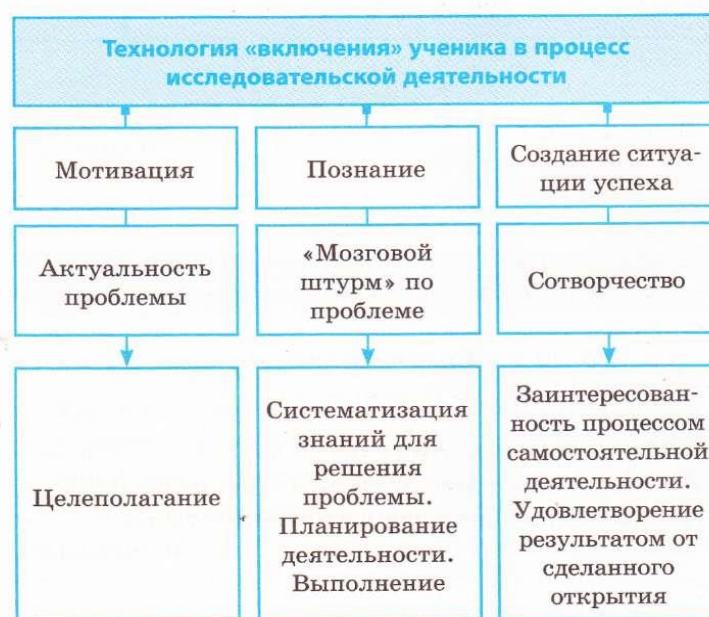 Технология «включения» ученика в процесс
исследовательской деятельности
Мотивация
Познание
Создание ситуа-
ции успеха
Актуальность
проблемы
«Мозговой
штурм» по
проблеме
Сотворчество
Целеполагание
Систематизация
знаний для
решения
проблемы.
Планирование
деятельности.
Выполнение
Заинтересован-
ность процессом
самостоятельной
деятельности.
Удовлетворение
результатом от
сделанного
открытия